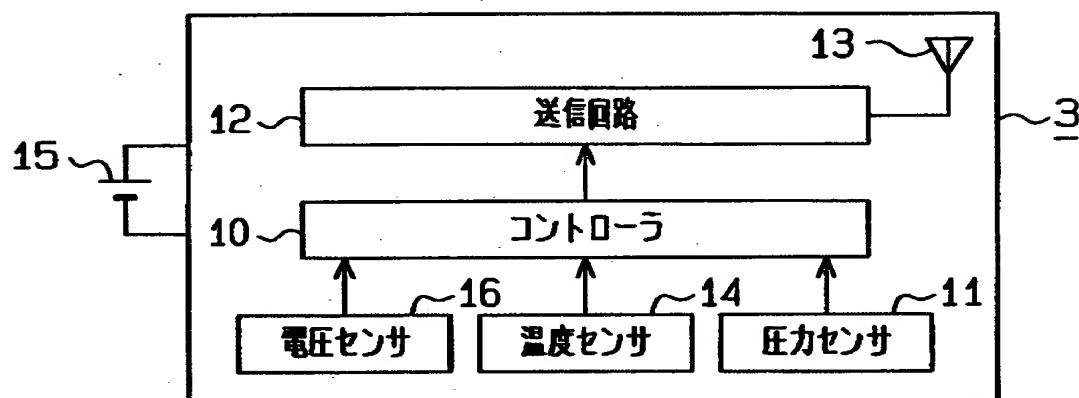 13
12 送信回路 3
15
10 コントローラ
16 14 11
電圧センサ 温度センサ 圧力センサ